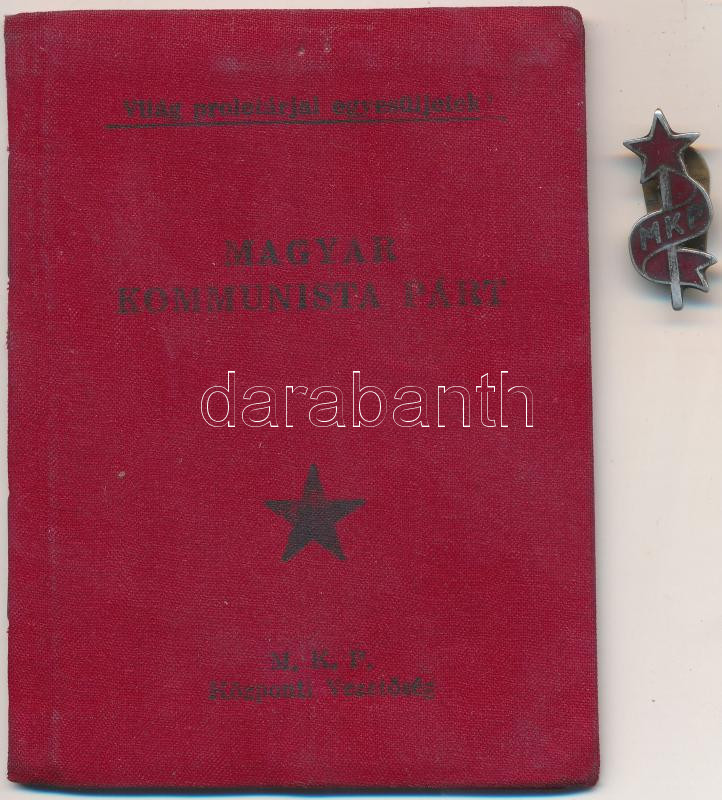 Világ proletárjai egyesüljetek!
MAGYAR
KOMMUNISTA PÁRT
M. K. P.
Központi Vezetőség
MKP
darabanth